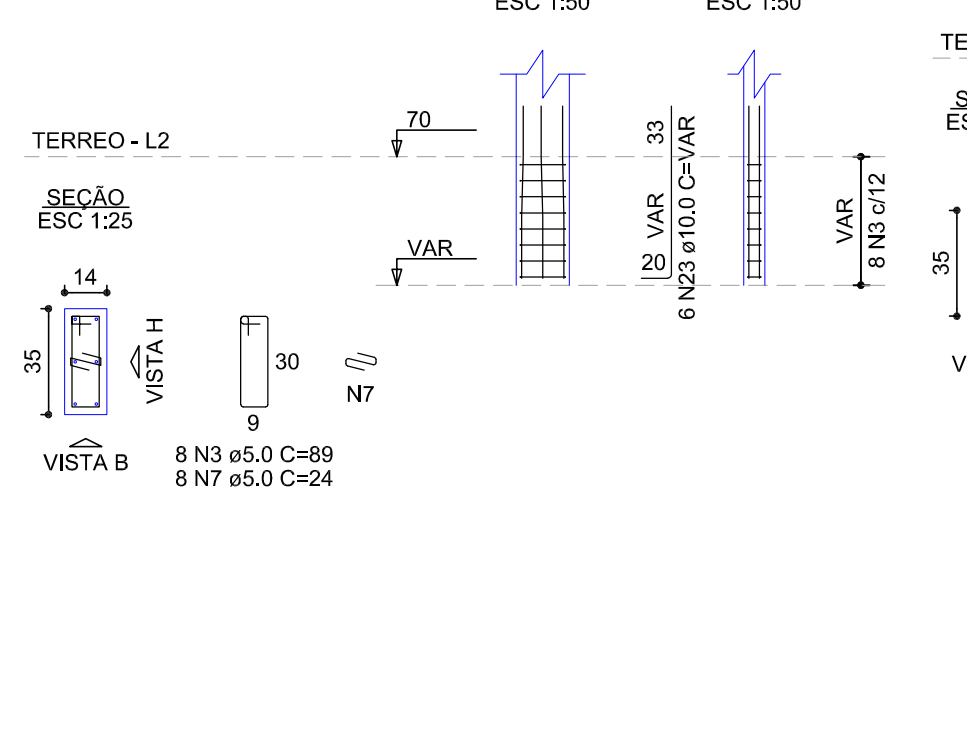 ESC 1:50
ESC 1:50
TERREO - L2
70
SEÇÃO
ESC 1:25
VAR
14
35
VISTA H
VISTA B
30
9
N7
8 N3 ø5.0 C=89
8 N7 ø5.0 C=24
20 VAR 33
6 N23 ø10.0 C=VAR
VAR
8 N3 c/12
35